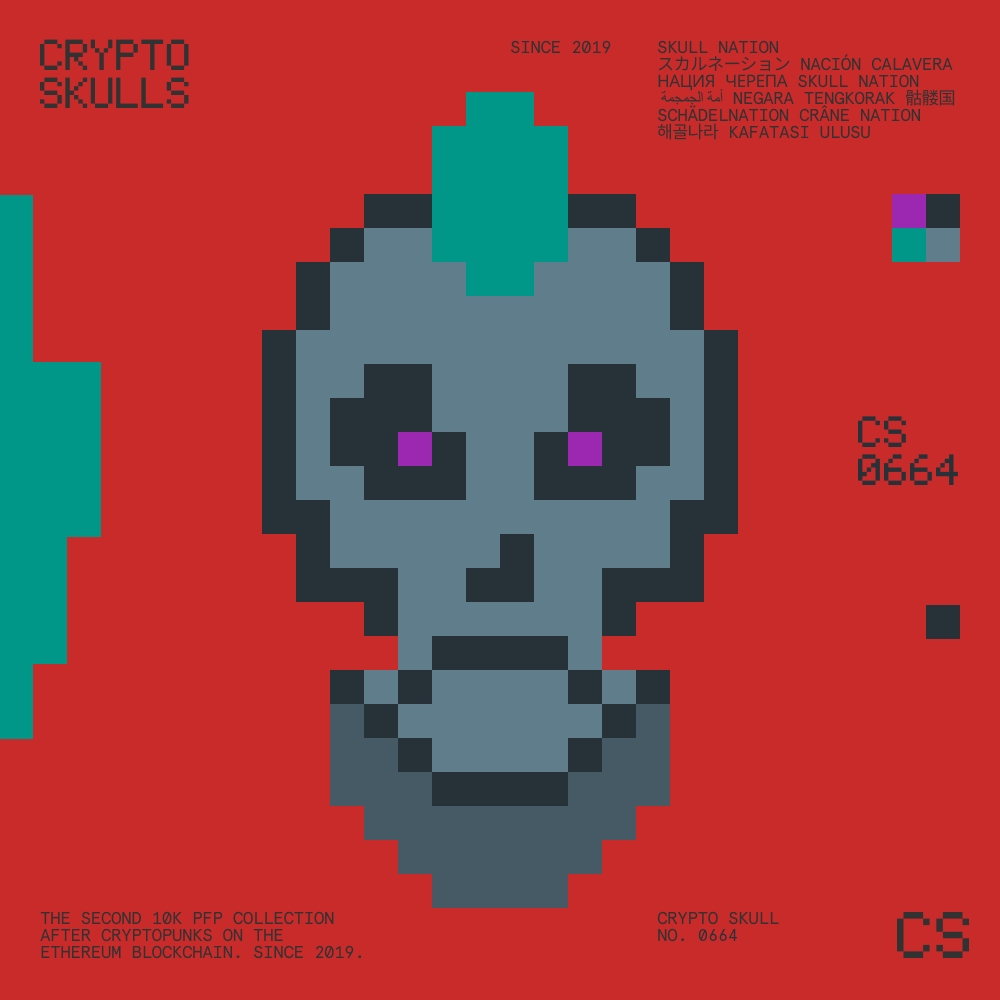 CRYPTO
SKULLS
SINCE 2019
SKULL NATION
スカルネーション NACIÓN CALAVERA
НАЦИЯ ЧЕРЕПА SKULL NATION
أمة الجمجمة NEGARA TENGKORAK 骷髅国
SCHÄDELNATION CRÂNE NATION
해골나라 KAFATASI ULUSU
CS
0664
THE SECOND 10K PFP COLLECTION
AFTER CRYPTOPUNKS ON THE
ETHEREUM BLOCKCHAIN. SINCE 2019.
CRYPTO SKULL
NO. 0664
CS